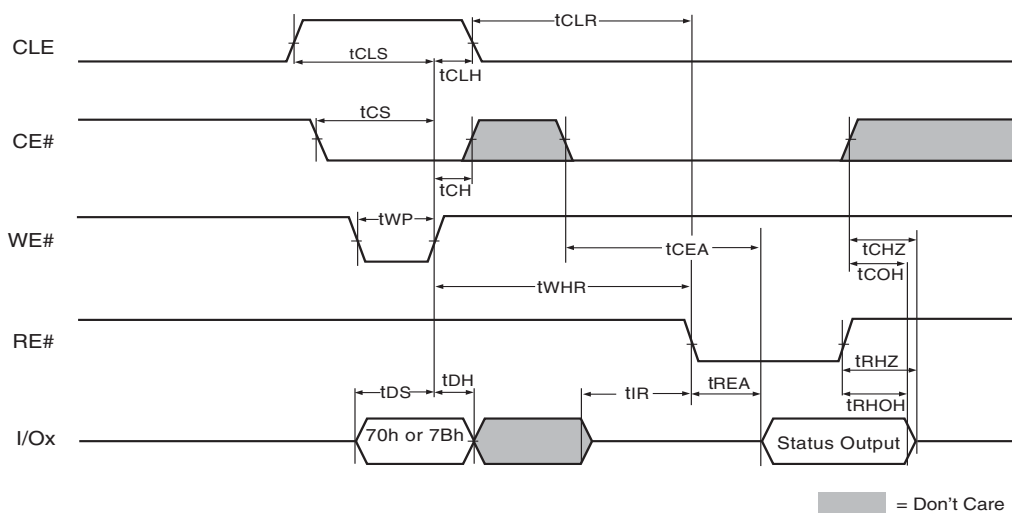 tCLR
CLE
tCLS
tCLH
tCS
CE#
tCH
tWP
WE#
tCEA
tCHZ
tCOH
tWHR
RE#
tDH
tDS
tIR
tREA
tRHZ
tRHOH
I/Ox
70h or 7Bh
Status Output
= Don't Care